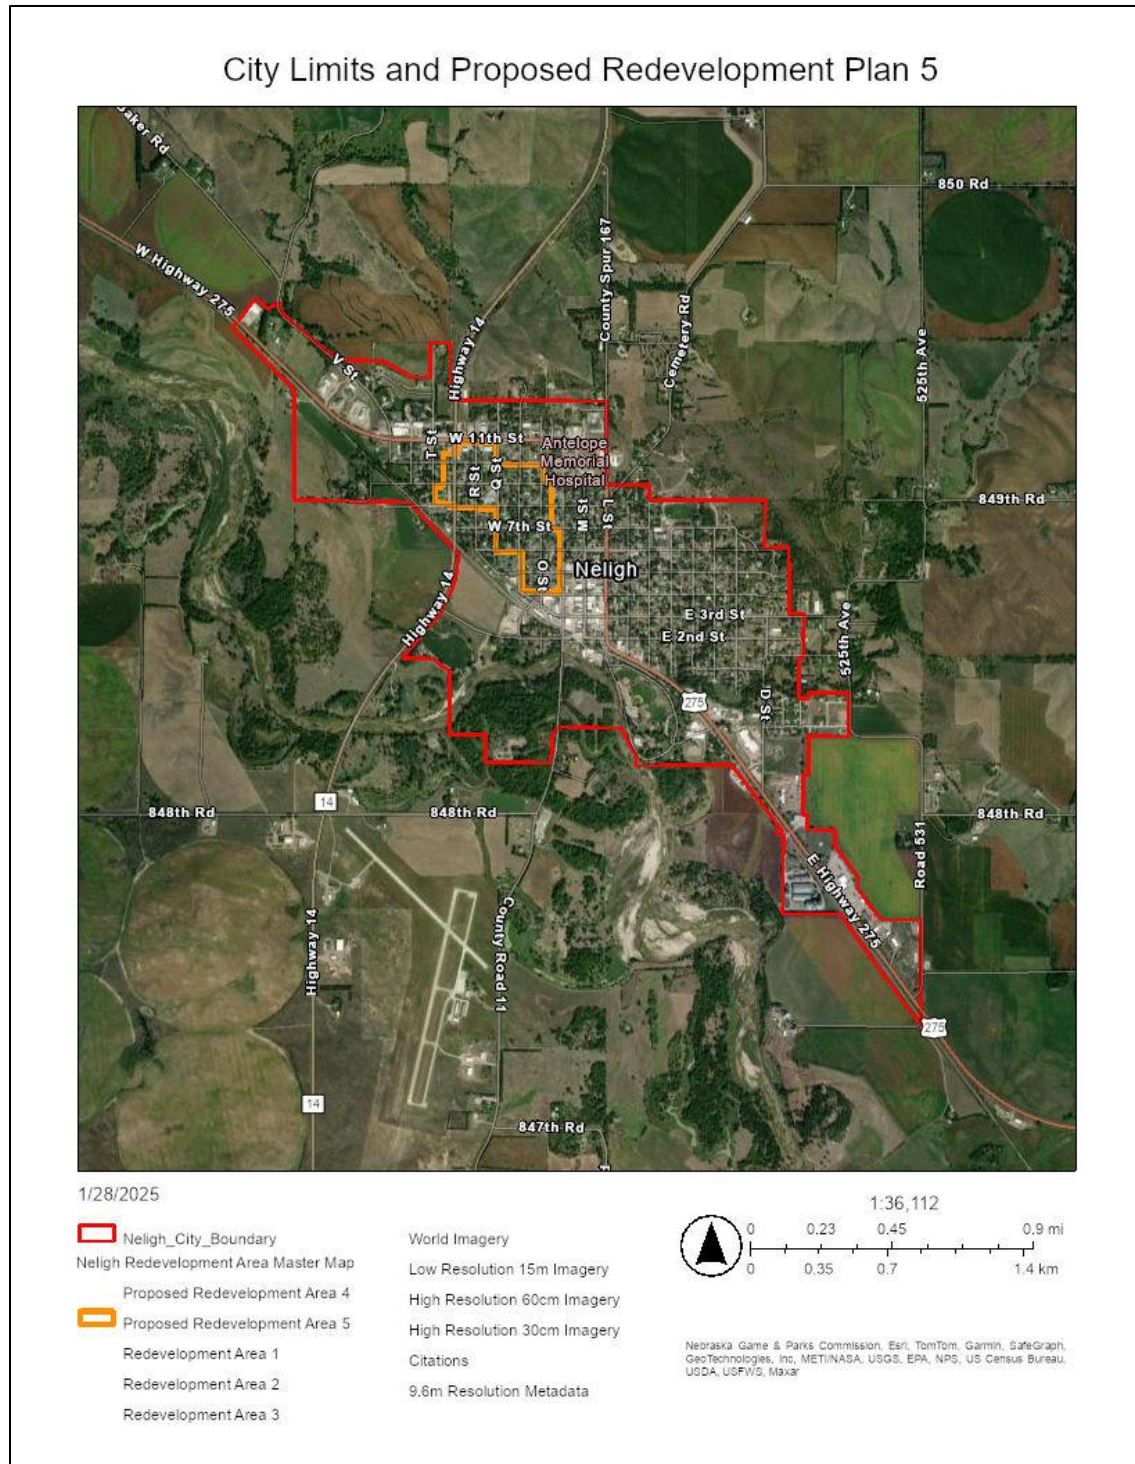 City Limits and Proposed Redevelopment Plan 5
Baker Rd
850 Rd
W Highway 275
County Spur 167
Highway 14
Cemetery Rd
525th Ave
V St
W 11th St
T St
Antelope
Memorial
Hospital
R St
Q St
849th Rd
M St
L St
W 7th St
O St
Neligh
Highway 14
E 3rd St
E 2nd St
525th Ave
275
D St
14
848th Rd
848th Rd
848th Rd
Road 531
E Highway 275
County Road 11
Highway 14
275
14
847th Rd
1/28/2025
Neligh_City_Boundary
Neligh Redevelopment Area Master Map
Proposed Redevelopment Area 4
Proposed Redevelopment Area 5
Redevelopment Area 1
Redevelopment Area 2
Redevelopment Area 3
World Imagery
Low Resolution 15m Imagery
High Resolution 60cm Imagery
High Resolution 30cm Imagery
Citations
9.6m Resolution Metadata
1:36,112
0 0.23 0.45 0.9 mi
0 0.35 0.7 1.4 km
Nebraska Game & Parks Commission, Esri, TomTom, Garmin, SafeGraph,
GeoTechnologies, Inc, METI/NASA, USGS, EPA, NPS, US Census Bureau,
USDA, USFWS, Maxar